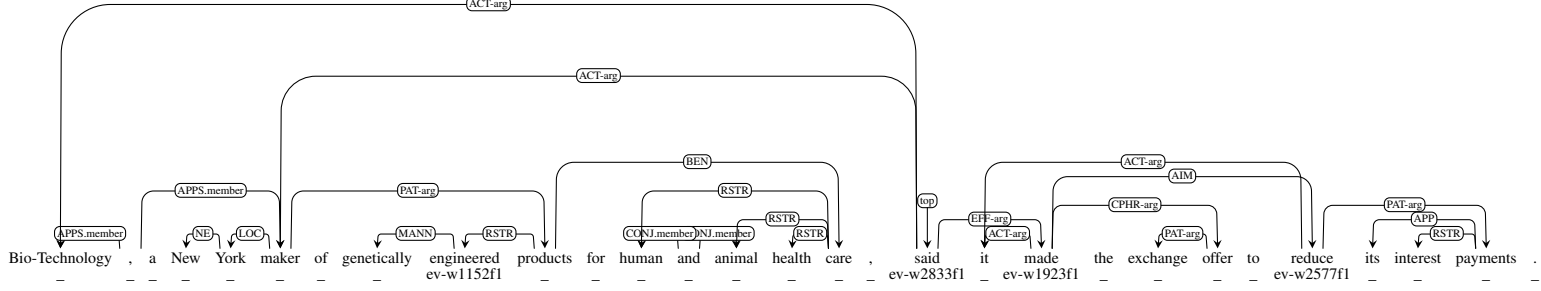 ACT-arg
ACT-arg
BEN ACT-arg
AIM
APPS.member PAT-arg RSTR top CPHR-arg PAT-arg
RSTR EFF-arg APP
APPS.member NE LOC MANN RSTR CONJ.member ONJ.member RSTR ACT-arg PAT-arg RSTR
Bio-Technology , a New York maker of genetically engineered products for human and animal health care , said it made the exchange offer to reduce its interest payments .
_ _ _ _ _ _ _ _ ev-w1152f1 _ _ _ _ _ _ _ _ ev-w2833f1 _ ev-w1923f1 _ _ _ _ ev-w2577f1 _ _ _ _